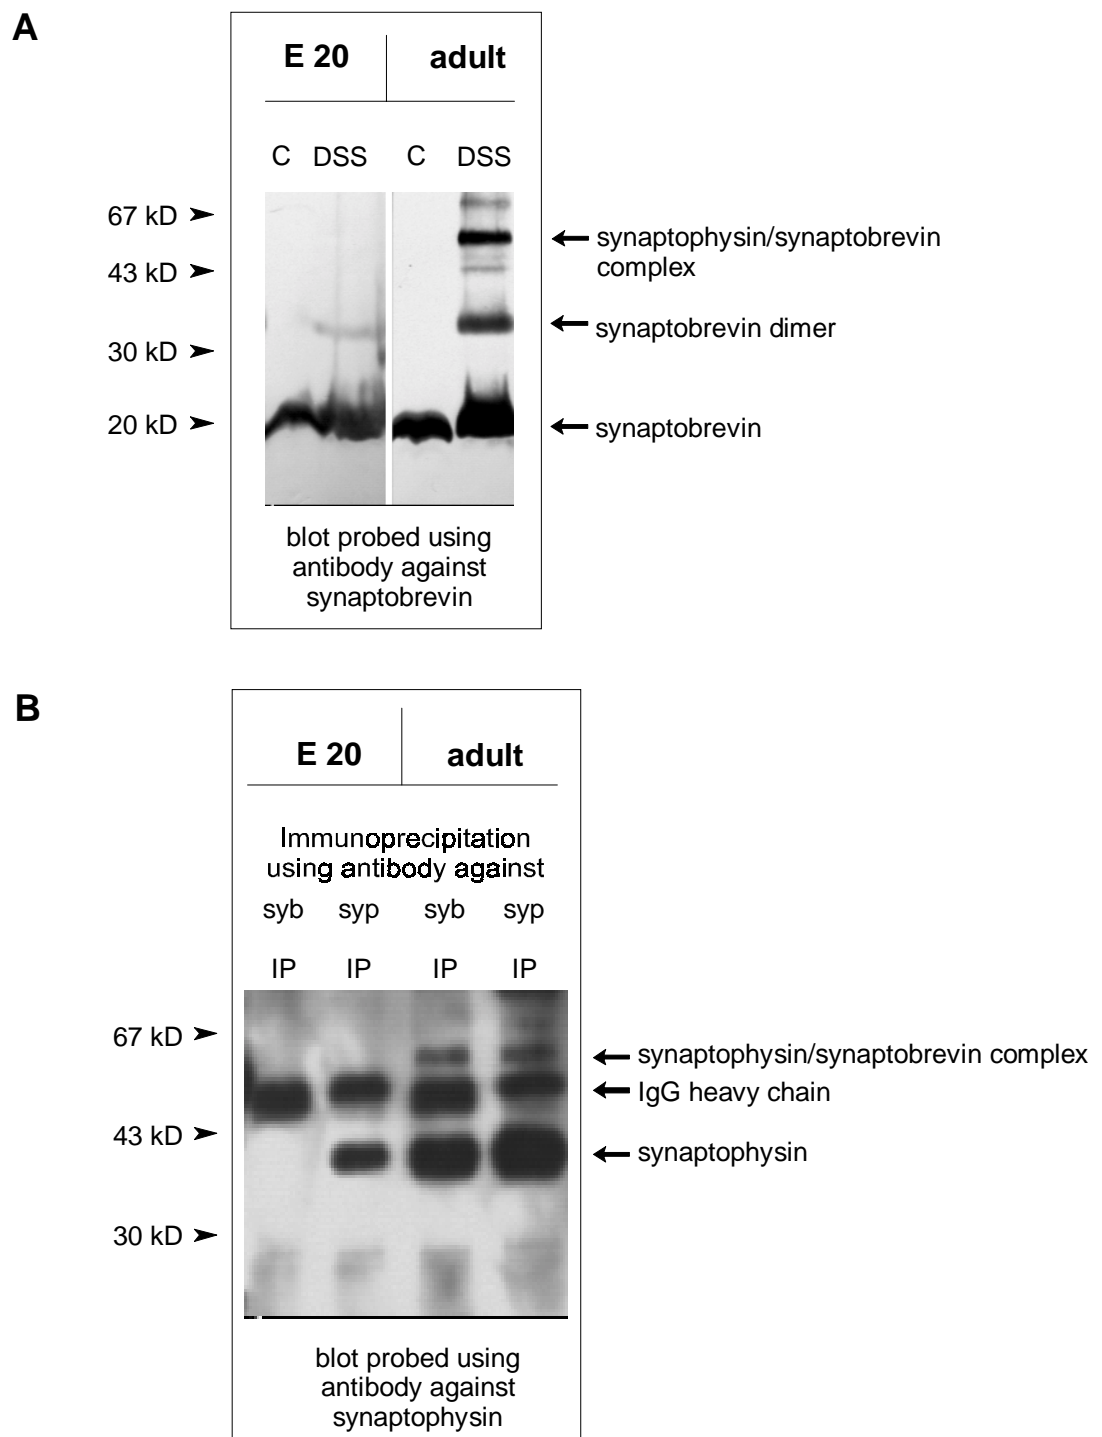 A
E 20 adult
C DSS C DSS
67 kD
synaptophysin/synaptobrevin
complex
43 kD
synaptobrevin dimer
30 kD
20 kD
synaptobrevin
blot probed using
antibody against
synaptobrevin
B
E 20 adult
Immunoprecipitation
using antibody against
syb syp syb syp
IP IP IP IP
67 kD
synaptophysin/synaptobrevin complex
IgG heavy chain
43 kD
synaptophysin
30 kD
blot probed using
antibody against
synaptophysin